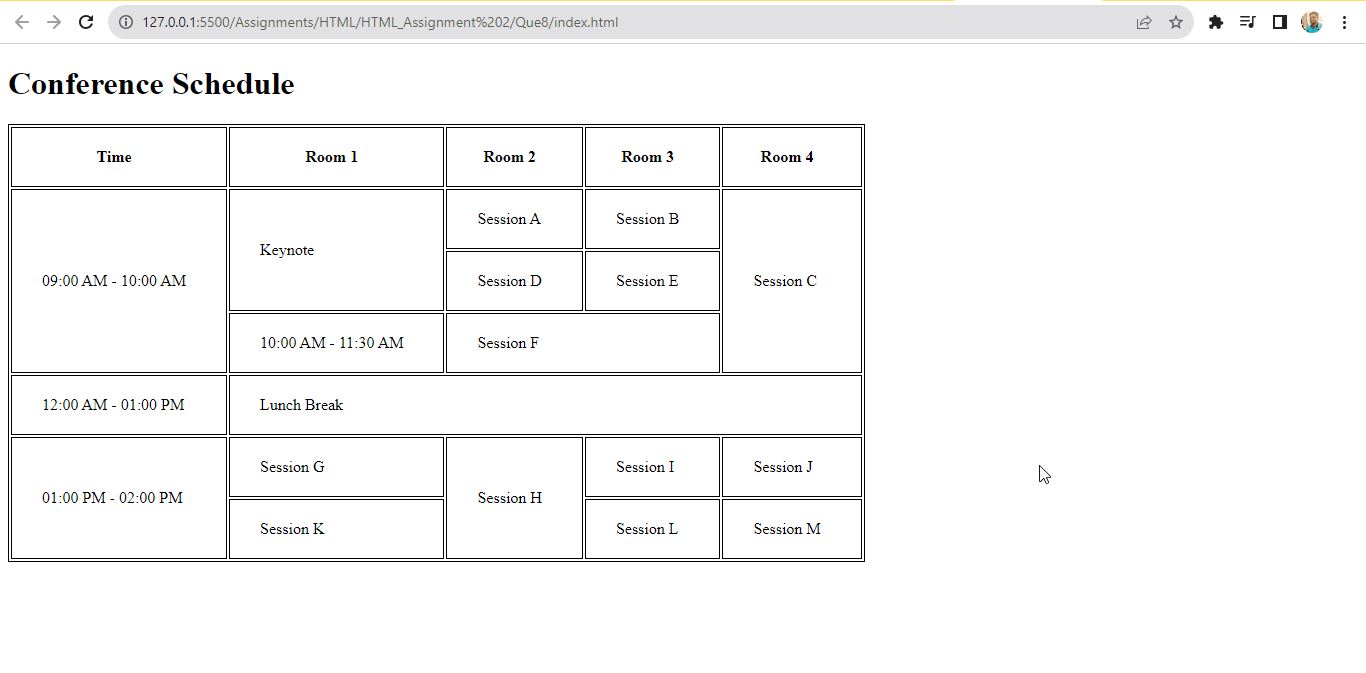 127.0.0.1:5500/Assignments/HTML/HTML_Assignment%202/Que8/index.html
Conference Schedule
Time Room 1 Room 2 Room 3 Room 4
09:00 AM - 10:00 AM Keynote Session A Session B Session C
Session D Session E
10:00 AM - 11:30 AM Session F
12:00 AM - 01:00 PM Lunch Break
01:00 PM - 02:00 PM Session G Session H Session I Session J
Session K Session L Session M